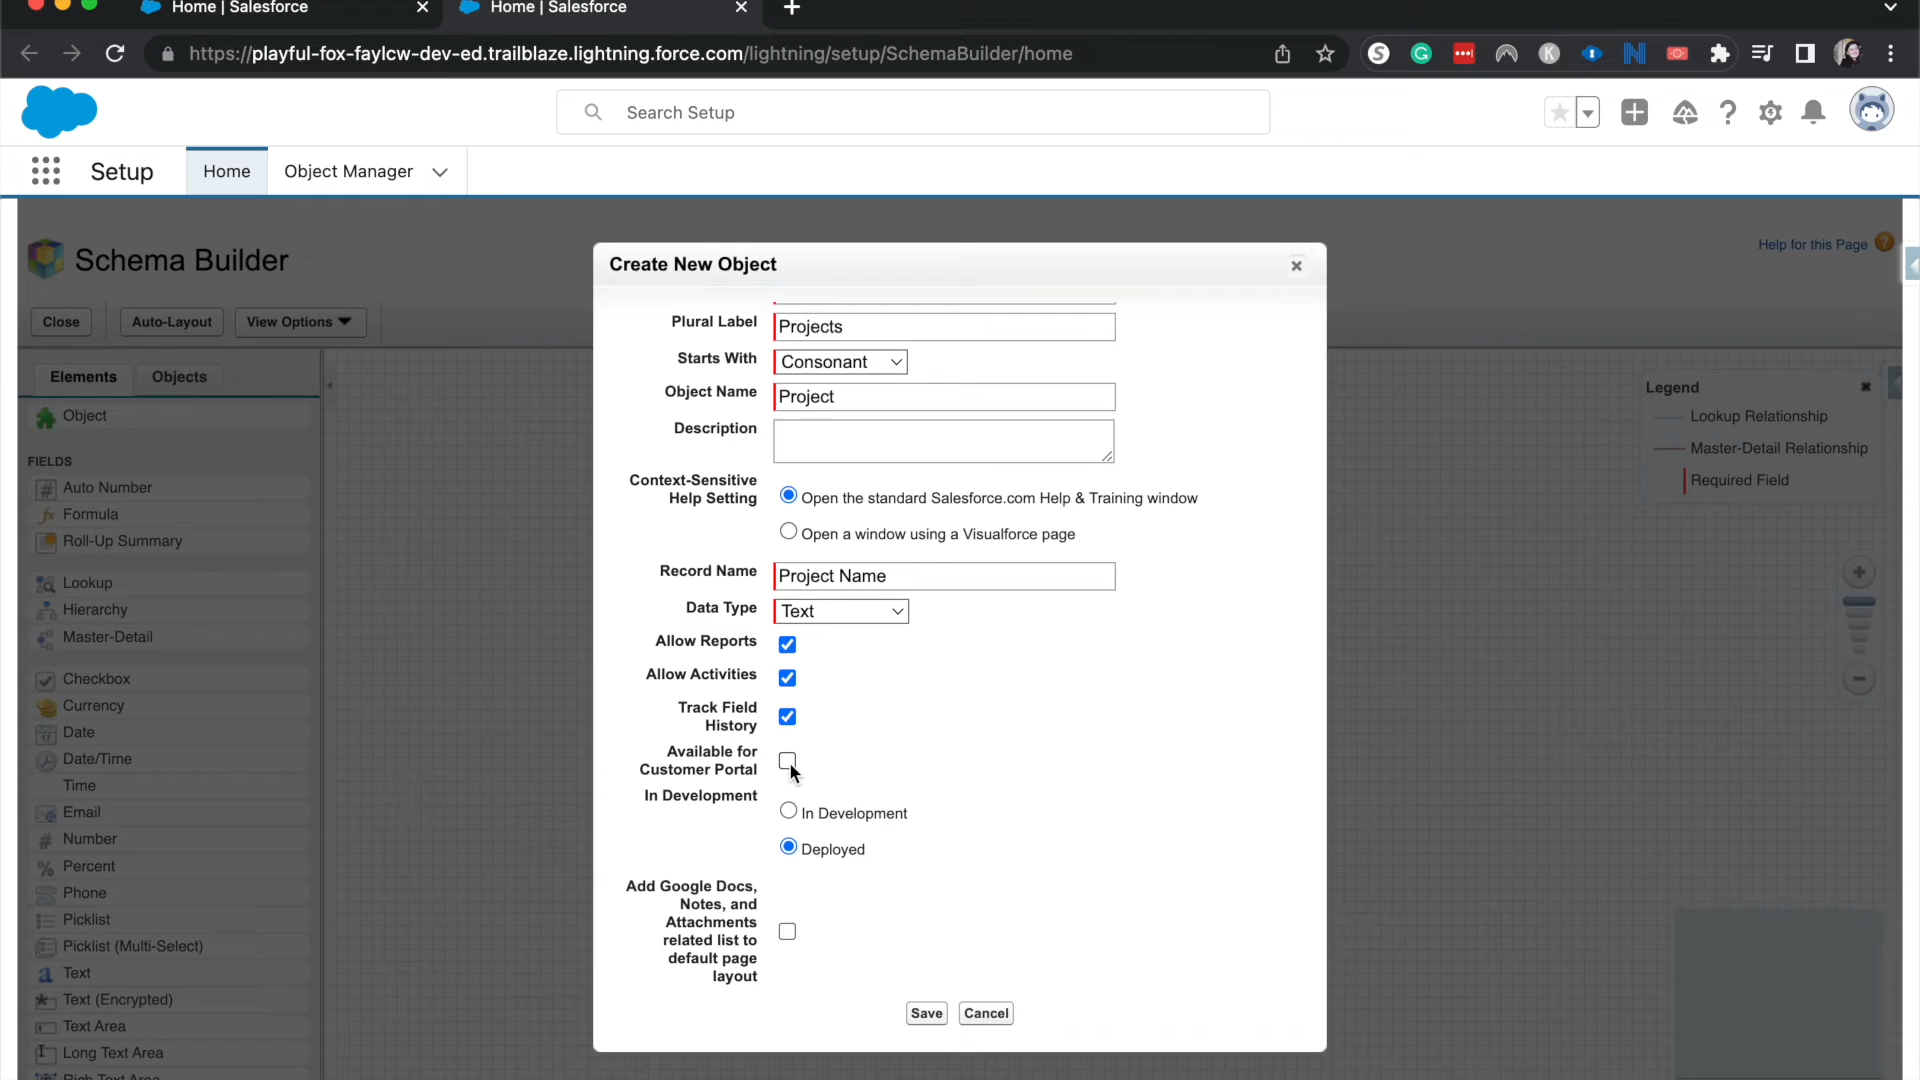 Home | Salesforce
Home | Salesforce
https://playful-fox-faylcw-dev-ed.trailblaze.lightning.force.com/lightning/setup/SchemaBuilder/home
Search Setup
Setup
Home
Object Manager
Schema Builder
Help for this Page
Close
Auto-Layout
View Options
Elements
Objects
Object
FIELDS
Auto Number
Formula
Roll-Up Summary
Lookup
Hierarchy
Master-Detail
Checkbox
Currency
Date
Date/Time
Time
Email
Number
Percent
Phone
Picklist
Picklist (Multi-Select)
Text
Text (Encrypted)
Text Area
Long Text Area
Rich Text Area
Create New Object
Plural Label
Projects
Starts With
Consonant
Object Name
Project
Description
Context-Sensitive
Help Setting
Open the standard Salesforce.com Help & Training window
Open a window using a Visualforce page
Record Name
Project Name
Data Type
Text
Allow Reports
Allow Activities
Track Field
History
Available for
Customer Portal
In Development
In Development
Deployed
Add Google Docs,
Notes, and
Attachments
related list to
default page
layout
Save
Cancel
Legend
Lookup Relationship
Master-Detail Relationship
Required Field